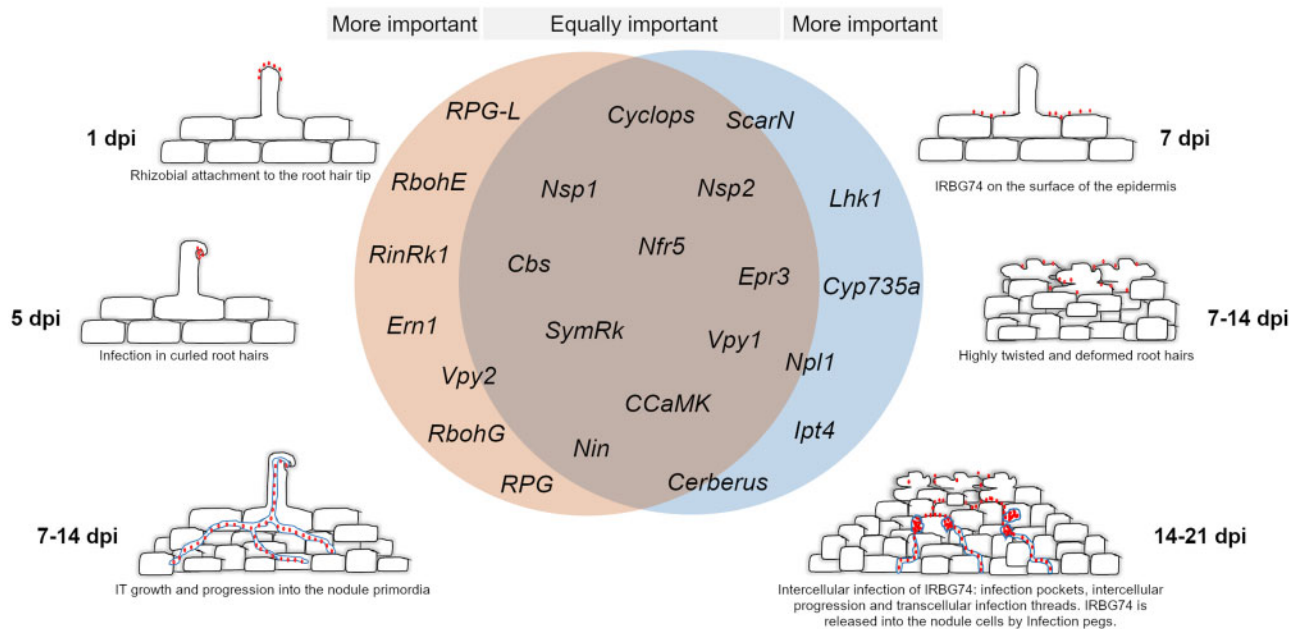 More important
Equally important
More important
1 dpi
Rhizobial attachment to the root hair tip
5 dpi
Infection in curled root hairs
7-14 dpi
IT growth and progression into the nodule primordia
RPG-L
RbohE
RinRk1
Ern1
Vpy2
RbohG
RPG
Cyclops
Nsp1
Nsp2
Nfr5
Cbs
Epr3
SymRk
Vpy1
CCaMK
Nin
Cerberus
ScarN
Lhk1
Cyp735a
Npl1
Ipt4
7 dpi
IRBG74 on the surface of the epidermis
7-14 dpi
Highly twisted and deformed root hairs
14-21 dpi
Intercellular infection of IRBG74: infection pockets, intercellular
progression and transcellular infection threads. IRBG74 is
released into the nodule cells by Infection pegs.